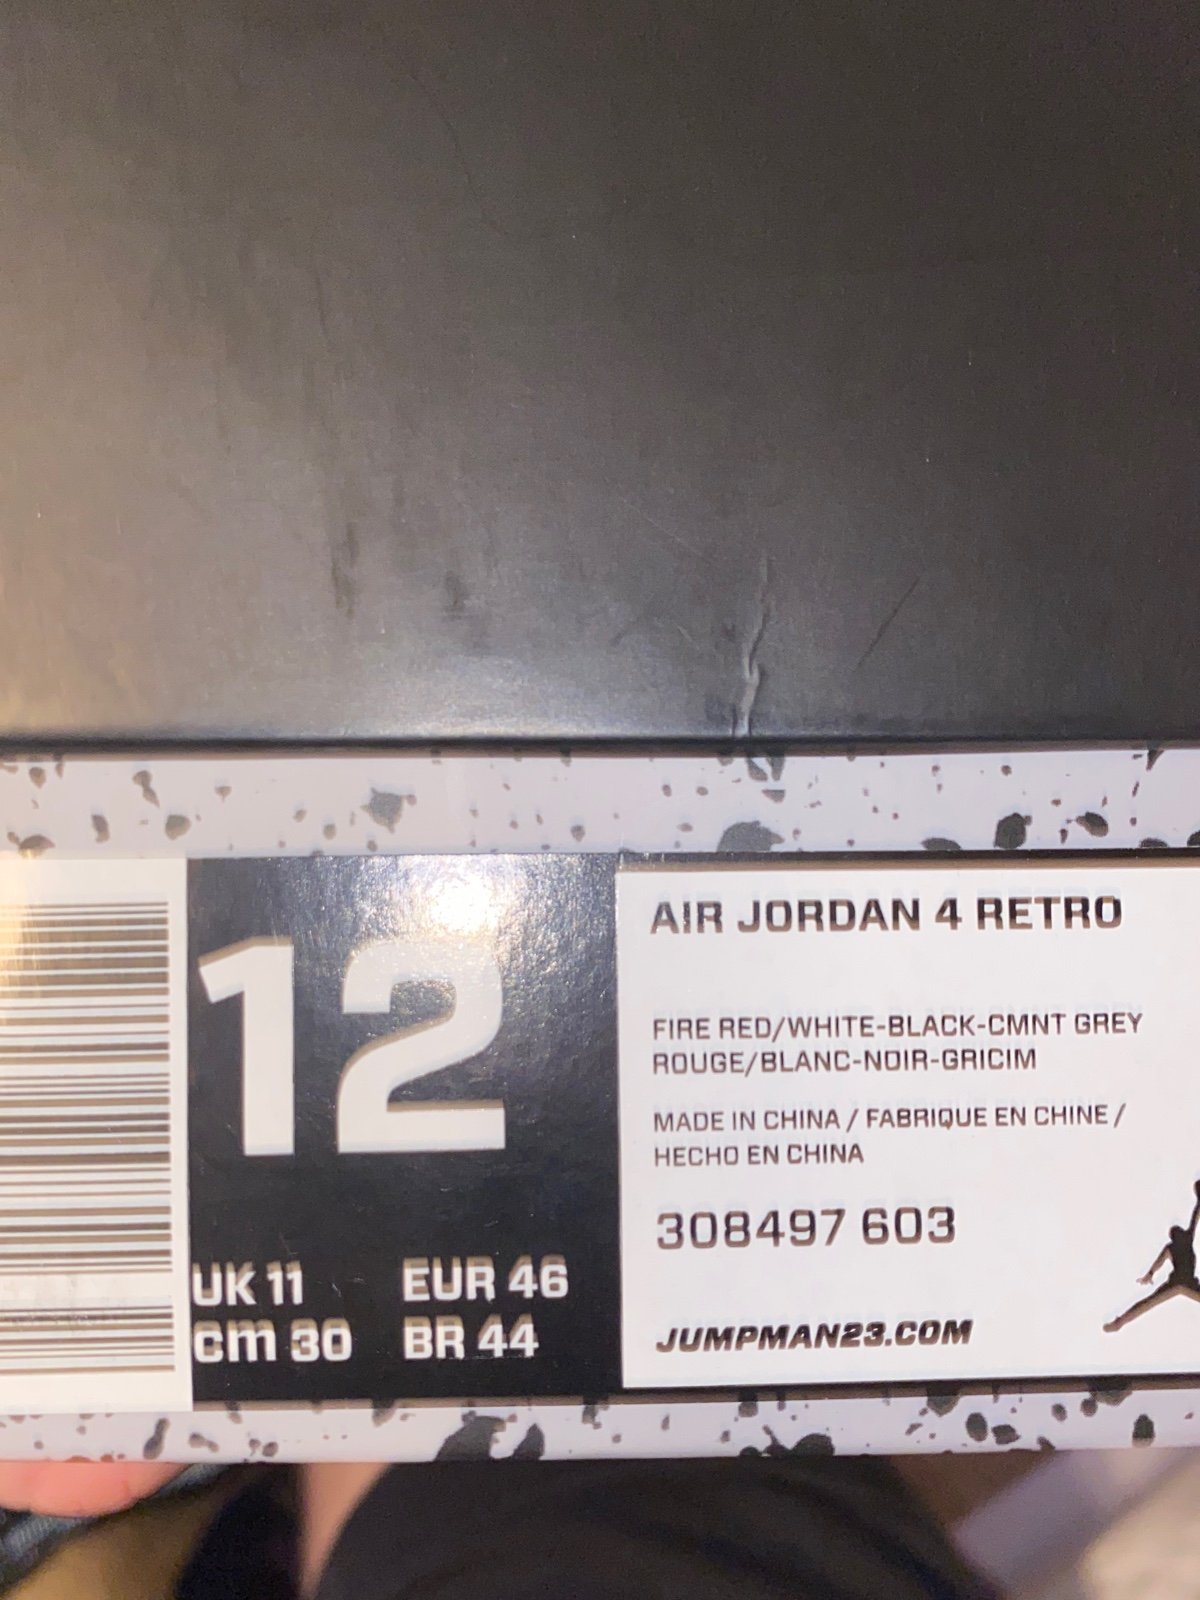 12
UK 11 EUR 46
cm 30 BR 44
AIR JORDAN 4 RETRO
FIRE RED/WHITE-BLACK-CMNT GREY
ROUGE/BLANC-NOIR-GRICIM
MADE IN CHINA / FABRIQUE EN CHINE /
HECHO EN CHINA
308497 603
JUMPMAN23.COM